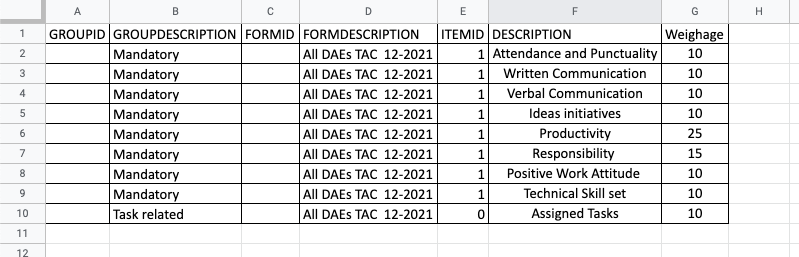 A B C D E F G H
1 GROUPID GROUPDESCRIPTION FORMID FORMDESCRIPTION ITEMID DESCRIPTION Weighage
2 Mandatory All DAEs TAC 12-2021 1 Attendance and Punctuality 10
3 Mandatory All DAEs TAC 12-2021 1 Written Communication 10
4 Mandatory All DAEs TAC 12-2021 1 Verbal Communication 10
5 Mandatory All DAEs TAC 12-2021 1 Ideas initiatives 10
6 Mandatory All DAEs TAC 12-2021 1 Productivity 25
7 Mandatory All DAEs TAC 12-2021 1 Responsibility 15
8 Mandatory All DAEs TAC 12-2021 1 Positive Work Attitude 10
9 Mandatory All DAEs TAC 12-2021 1 Technical Skill set 10
10 Task related All DAEs TAC 12-2021 0 Assigned Tasks 10
11
12